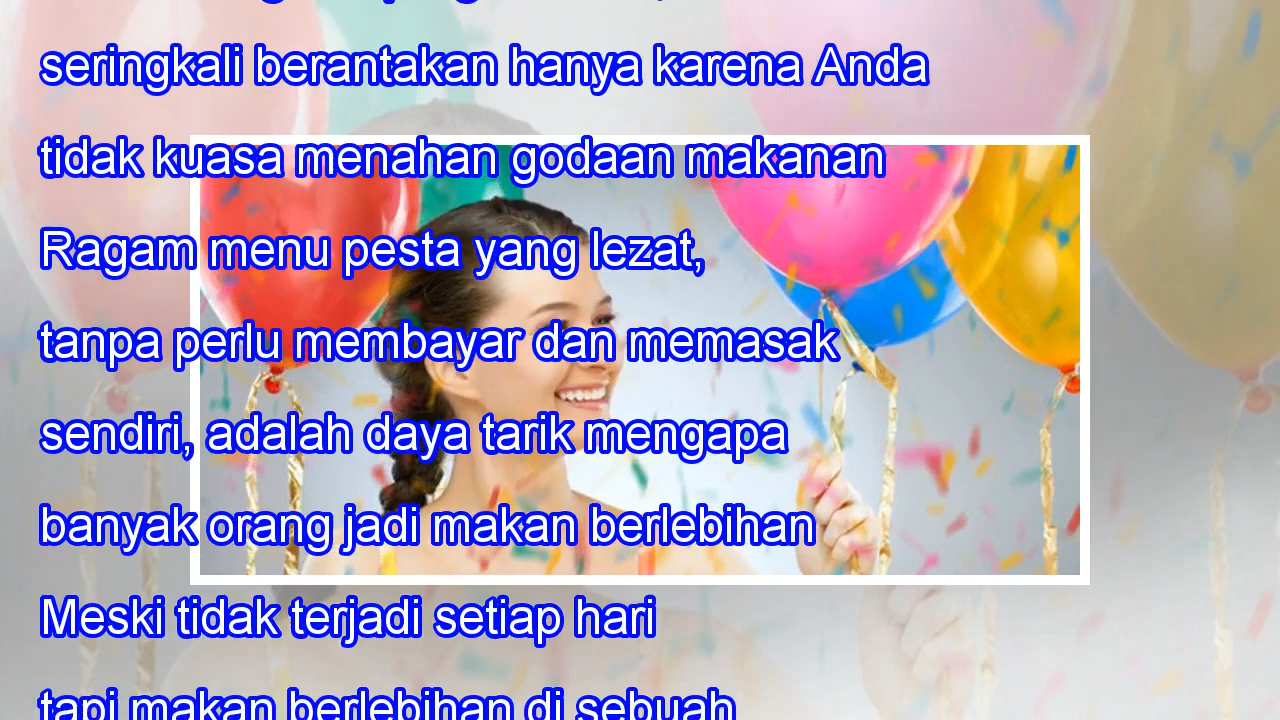 seringkali berantakan hanya karena Anda
tidak kuasa menahan godaan makanan
Ragam menu pesta yang lezat,
tanpa perlu membayar dan memasak
sendiri, adalah daya tarik mengapa
banyak orang jadi makan berlebihan
Meski tidak terjadi setiap hari
tapi makan berlebihan di sebuah